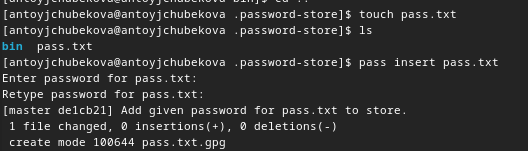 [antoyjchubekova@antoyjchubekova .password-store]$ touch pass.txt
[antoyjchubekova@antoyjchubekova .password-store]$ ls
bin  pass.txt
[antoyjchubekova@antoyjchubekova .password-store]$ pass insert pass.txt
Enter password for pass.txt:
Retype password for pass.txt:
[master de1cb21] Add given password for pass.txt to store.
 1 file changed, 0 insertions(+), 0 deletions(-)
 create mode 100644 pass.txt.gpg